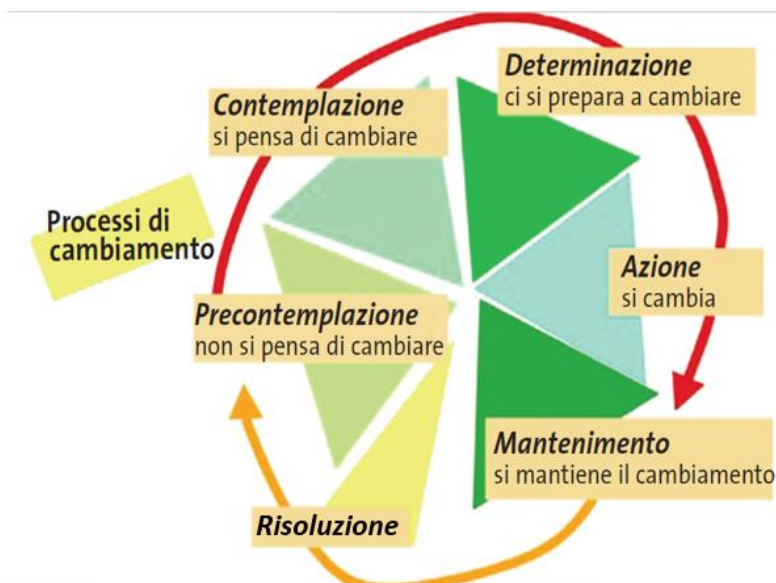 Determinazione
ci si prepara a cambiare
Contemplazione
si pensa di cambiare
Processi di
cambiamento
Azione
si cambia
Precontemplazione
non si pensa di cambiare
Mantenimento
si mantiene il cambiamento
Risoluzione